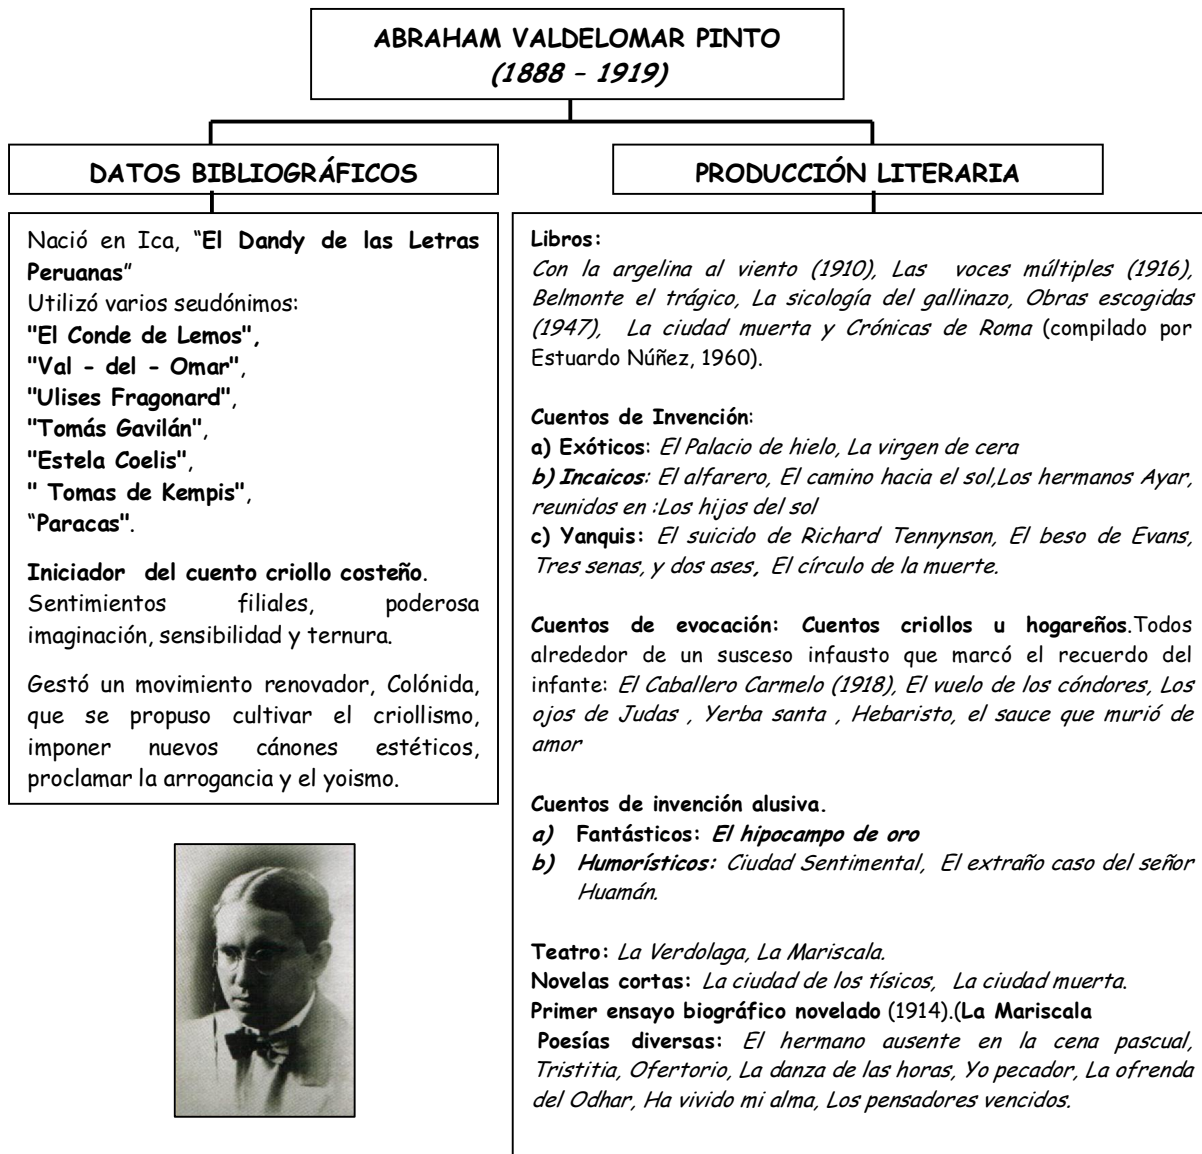 ABRAHAM VALDELOMAR PINTO
(1888 – 1919)
DATOS BIBLIOGRÁFICOS
Nació en Ica, “El Dandy de las Letras
Peruanas”
Utilizó varios seudónimos:
"El Conde de Lemos",
"Val - del - Omar",
"Ulises Fragonard",
"Tomás Gavilán",
"Estela Coelis",
" Tomas de Kempis",
“Paracas".
Iniciador del cuento criollo costeño.
Sentimientos filiales, poderosa
imaginación, sensibilidad y ternura.
Gestó un movimiento renovador, Colónida,
que se propuso cultivar el criollismo,
imponer nuevos cánones estéticos,
proclamar la arrogancia y el yoismo.
PRODUCCIÓN LITERARIA
Libros:
Con la argelina al viento (1910), Las voces múltiples (1916),
Belmonte el trágico, La sicología del gallinazo, Obras escogidas
(1947), La ciudad muerta y Crónicas de Roma (compilado por
Estuardo Núñez, 1960).
Cuentos de Invención:
a) Exóticos: El Palacio de hielo, La virgen de cera
b) Incaicos: El alfarero, El camino hacia el sol,Los hermanos Ayar,
reunidos en :Los hijos del sol
c) Yanquis: El suicido de Richard Tennynson, El beso de Evans,
Tres senas, y dos ases, El círculo de la muerte.
Cuentos de evocación: Cuentos criollos u hogareños.Todos
alrededor de un susceso infausto que marcó el recuerdo del
infante: El Caballero Carmelo (1918), El vuelo de los cóndores, Los
ojos de Judas , Yerba santa , Hebaristo, el sauce que murió de
amor
Cuentos de invención alusiva.
a) Fantásticos: El hipocampo de oro
b) Humorísticos: Ciudad Sentimental, El extraño caso del señor
Huamán.
Teatro: La Verdolaga, La Mariscala.
Novelas cortas: La ciudad de los tísicos, La ciudad muerta.
Primer ensayo biográfico novelado (1914).(La Mariscala
Poesías diversas: El hermano ausente en la cena pascual,
Tristitia, Ofertorio, La danza de las horas, Yo pecador, La ofrenda
del Odhar, Ha vivido mi alma, Los pensadores vencidos.